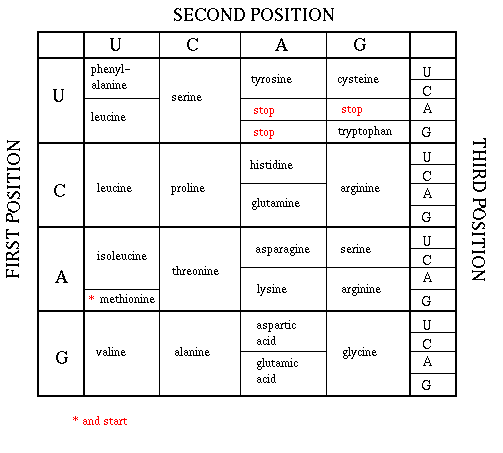 SECOND POSITION
U C A G
FIRST POSITION
THIRD POSITION
U
phenyl-
alanine
leucine
serine
tyrosine
stop
stop
cysteine
stop
tryptophan
U
C
A
G
C
leucine
proline
histidine
glutamine
arginine
U
C
A
G
A
isoleucine
* methionine
threonine
asparagine
lysine
serine
arginine
U
C
A
G
G
valine
alanine
aspartic
acid
glutamic
acid
glycine
U
C
A
G
* and start